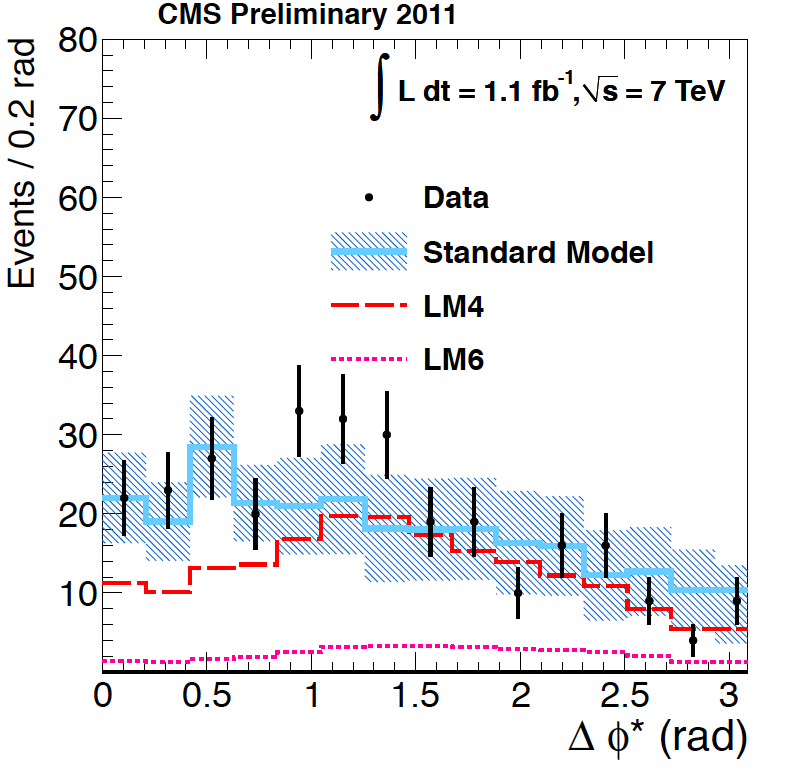 CMS Preliminary 2011
∫ L dt = 1.1 fb⁻¹, √s = 7 TeV
Data
Standard Model
LM4
LM6
Events / 0.2 rad
80
70
60
50
40
30
20
10
0 0.5 1 1.5 2 2.5 3
Δ ϕ* (rad)